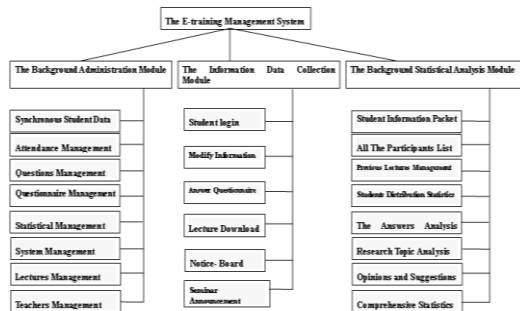 The E-training Management System
The Background Administration Module
The Information Data Collection
Module
The Background Statistical Analysis Module
Synchronous Student Data
Attendance Management
Questions Management
Questionnaire Management
Statistical Management
System Management
Lectures Management
Teachers Management
Student login
Modify Information
Answer Questionnaire
Lecture Download
Notice- Board
Seminar
Announcement
Student Information Packet
All The Participants List
Previous Lectures Management
Students Distribution Statistics
The Answers Analysis
Research Topic Analysis
Opinions and Suggestions
Comprehensive Statistics